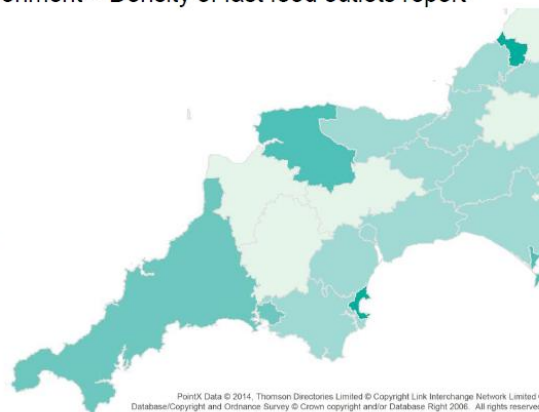 Density of fast food outlets report
PointX Data © 2014, Thomson Directories Limited © Copyright Link Interchange Network Limited
Database/Copyright and Ordnance Survey © Crown copyright and/or Database Right 2006. All rights reserved